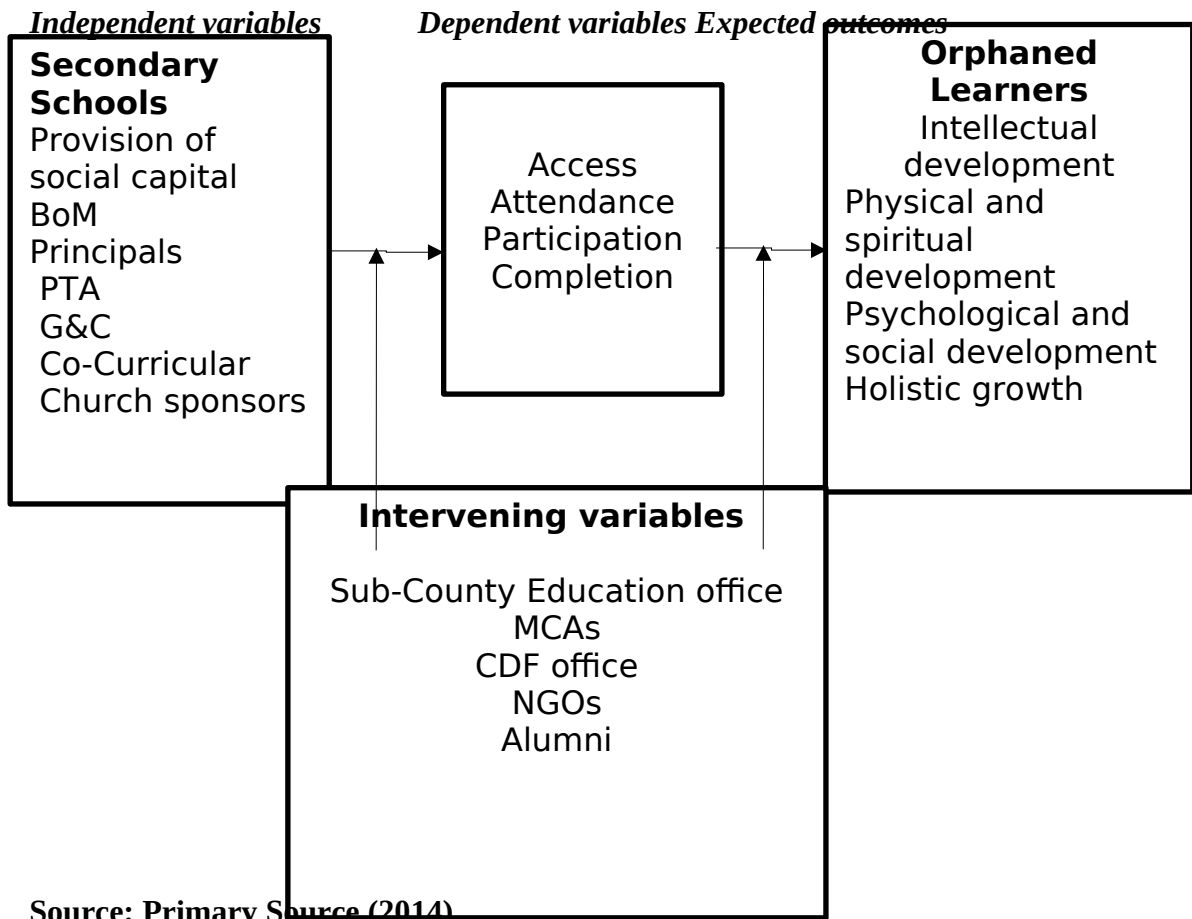 Independent variables Dependent variables Expected outcomes
Secondary
Schools
Provision of
social capital
BoM
Principals
PTA
G&C
Co-Curricular
Church sponsors
Access
Attendance
Participation
Completion
Orphaned
Learners
Intellectual
development
Physical and
spiritual
development
Psychological and
social development
Holistic growth
Intervening variables
Sub-County Education office
MCAs
CDF office
NGOs
Alumni
Source: Primary Source (2014)